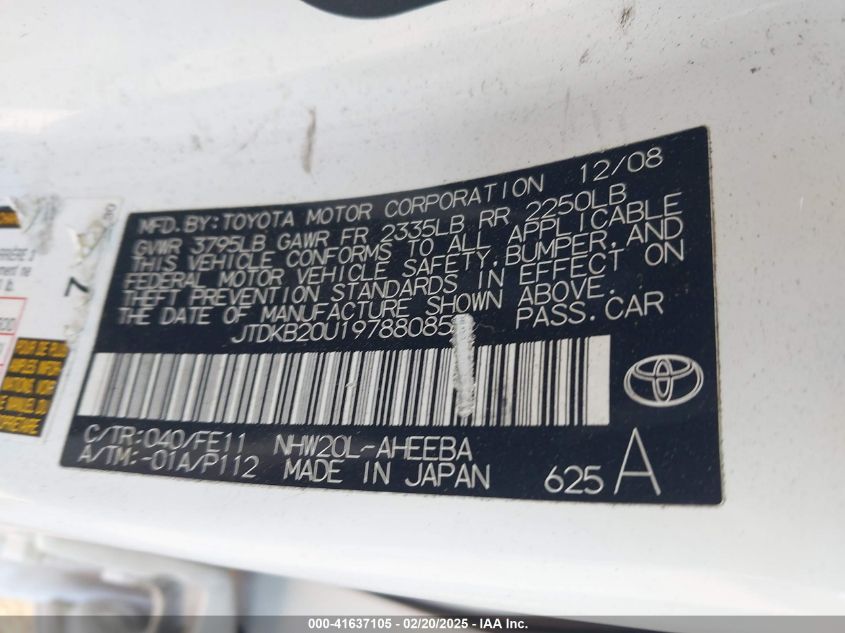 MFD.BY:TOYOTA MOTOR CORPORATION 12/08
GVWR 3795LB GAWR FR 2335LB RR 2250LB
THIS VEHICLE CONFORMS TO ALL APPLICABLE
FEDERAL MOTOR VEHICLE SAFETY,BUMPER,AND
THEFT PREVENTION STANDARDS IN EFFECT ON
THE DATE OF MANUFACTURE SHOWN ABOVE.
JTDKB20U19788085 PASS.CAR
C/TR:040/FE11 NHW20L-AHEEBA
A/TM:-01A/P112 MADE IN JAPAN 625 A
7
000-41637105 — 02/20/2025 — IAA Inc.